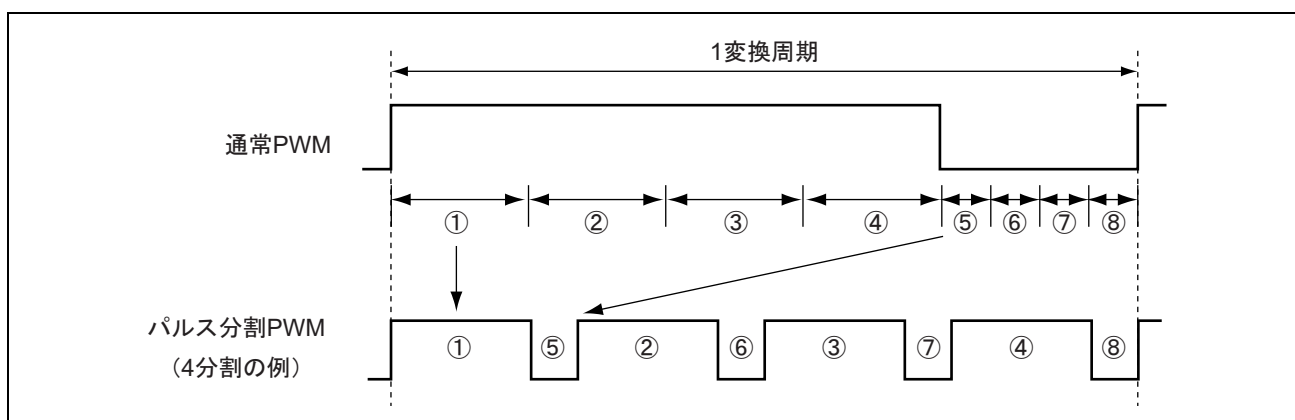 1変換周期
通常PWM
① ② ③ ④ ⑤ ⑥ ⑦ ⑧
パルス分割PWM
（4分割の例）
① ⑤ ② ⑥ ③ ⑦ ④ ⑧